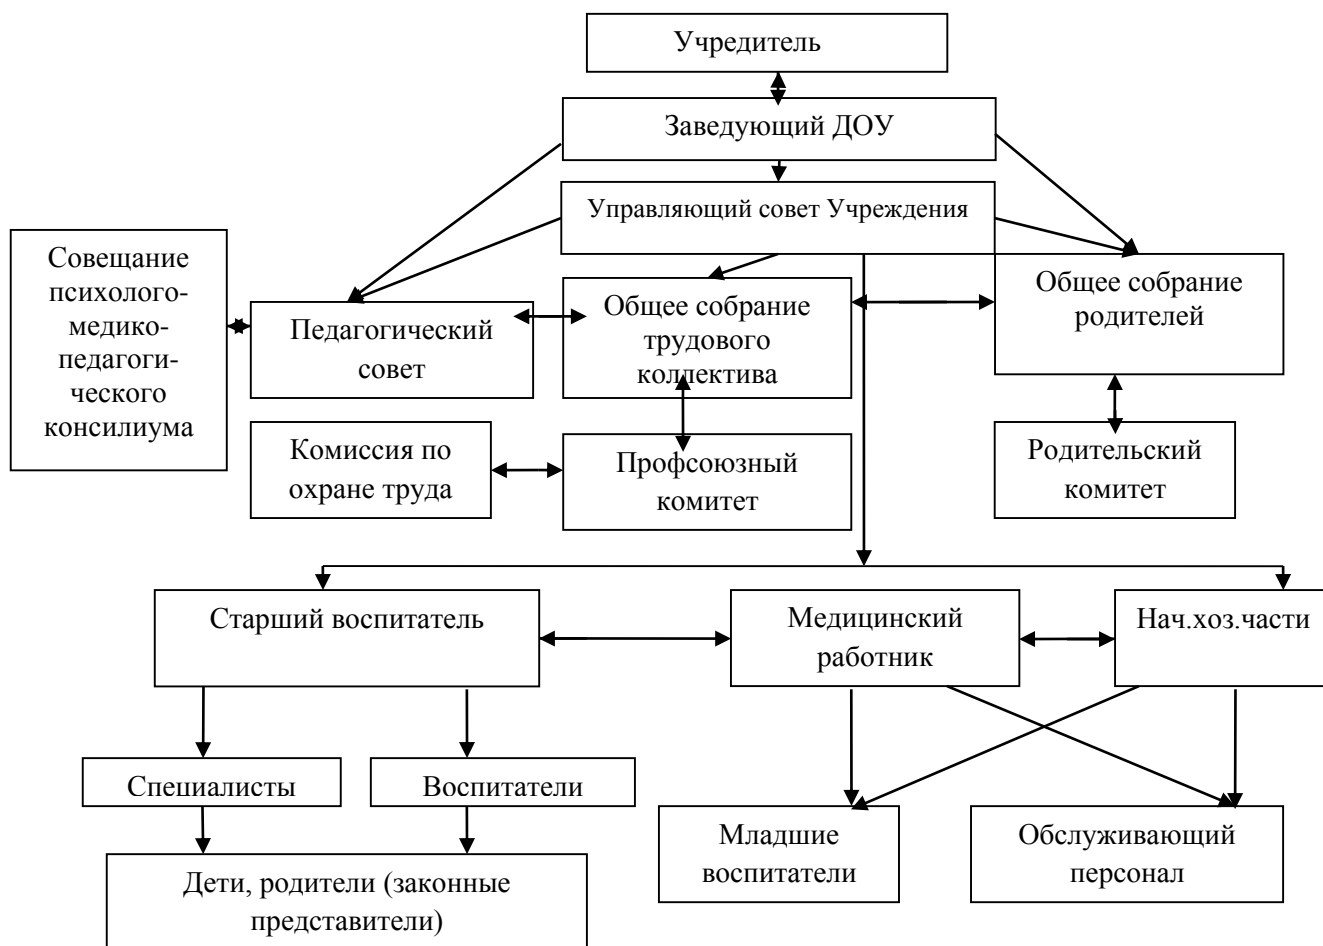 Учредитель
Заведующий ДОУ
Управляющий совет Учреждения
Совещание
психолого-
медико-
педагоги-
ческого
консилиума
Педагогический
совет
Общее собрание
трудового
коллектива
Общее собрание
родителей
Комиссия по
охране труда
Профсоюзный
комитет
Родительский
комитет
Старший воспитатель
Медицинский
работник
Нач.хоз.части
Специалисты
Воспитатели
Младшие
воспитатели
Обслуживающий
персонал
Дети, родители (законные
представители)